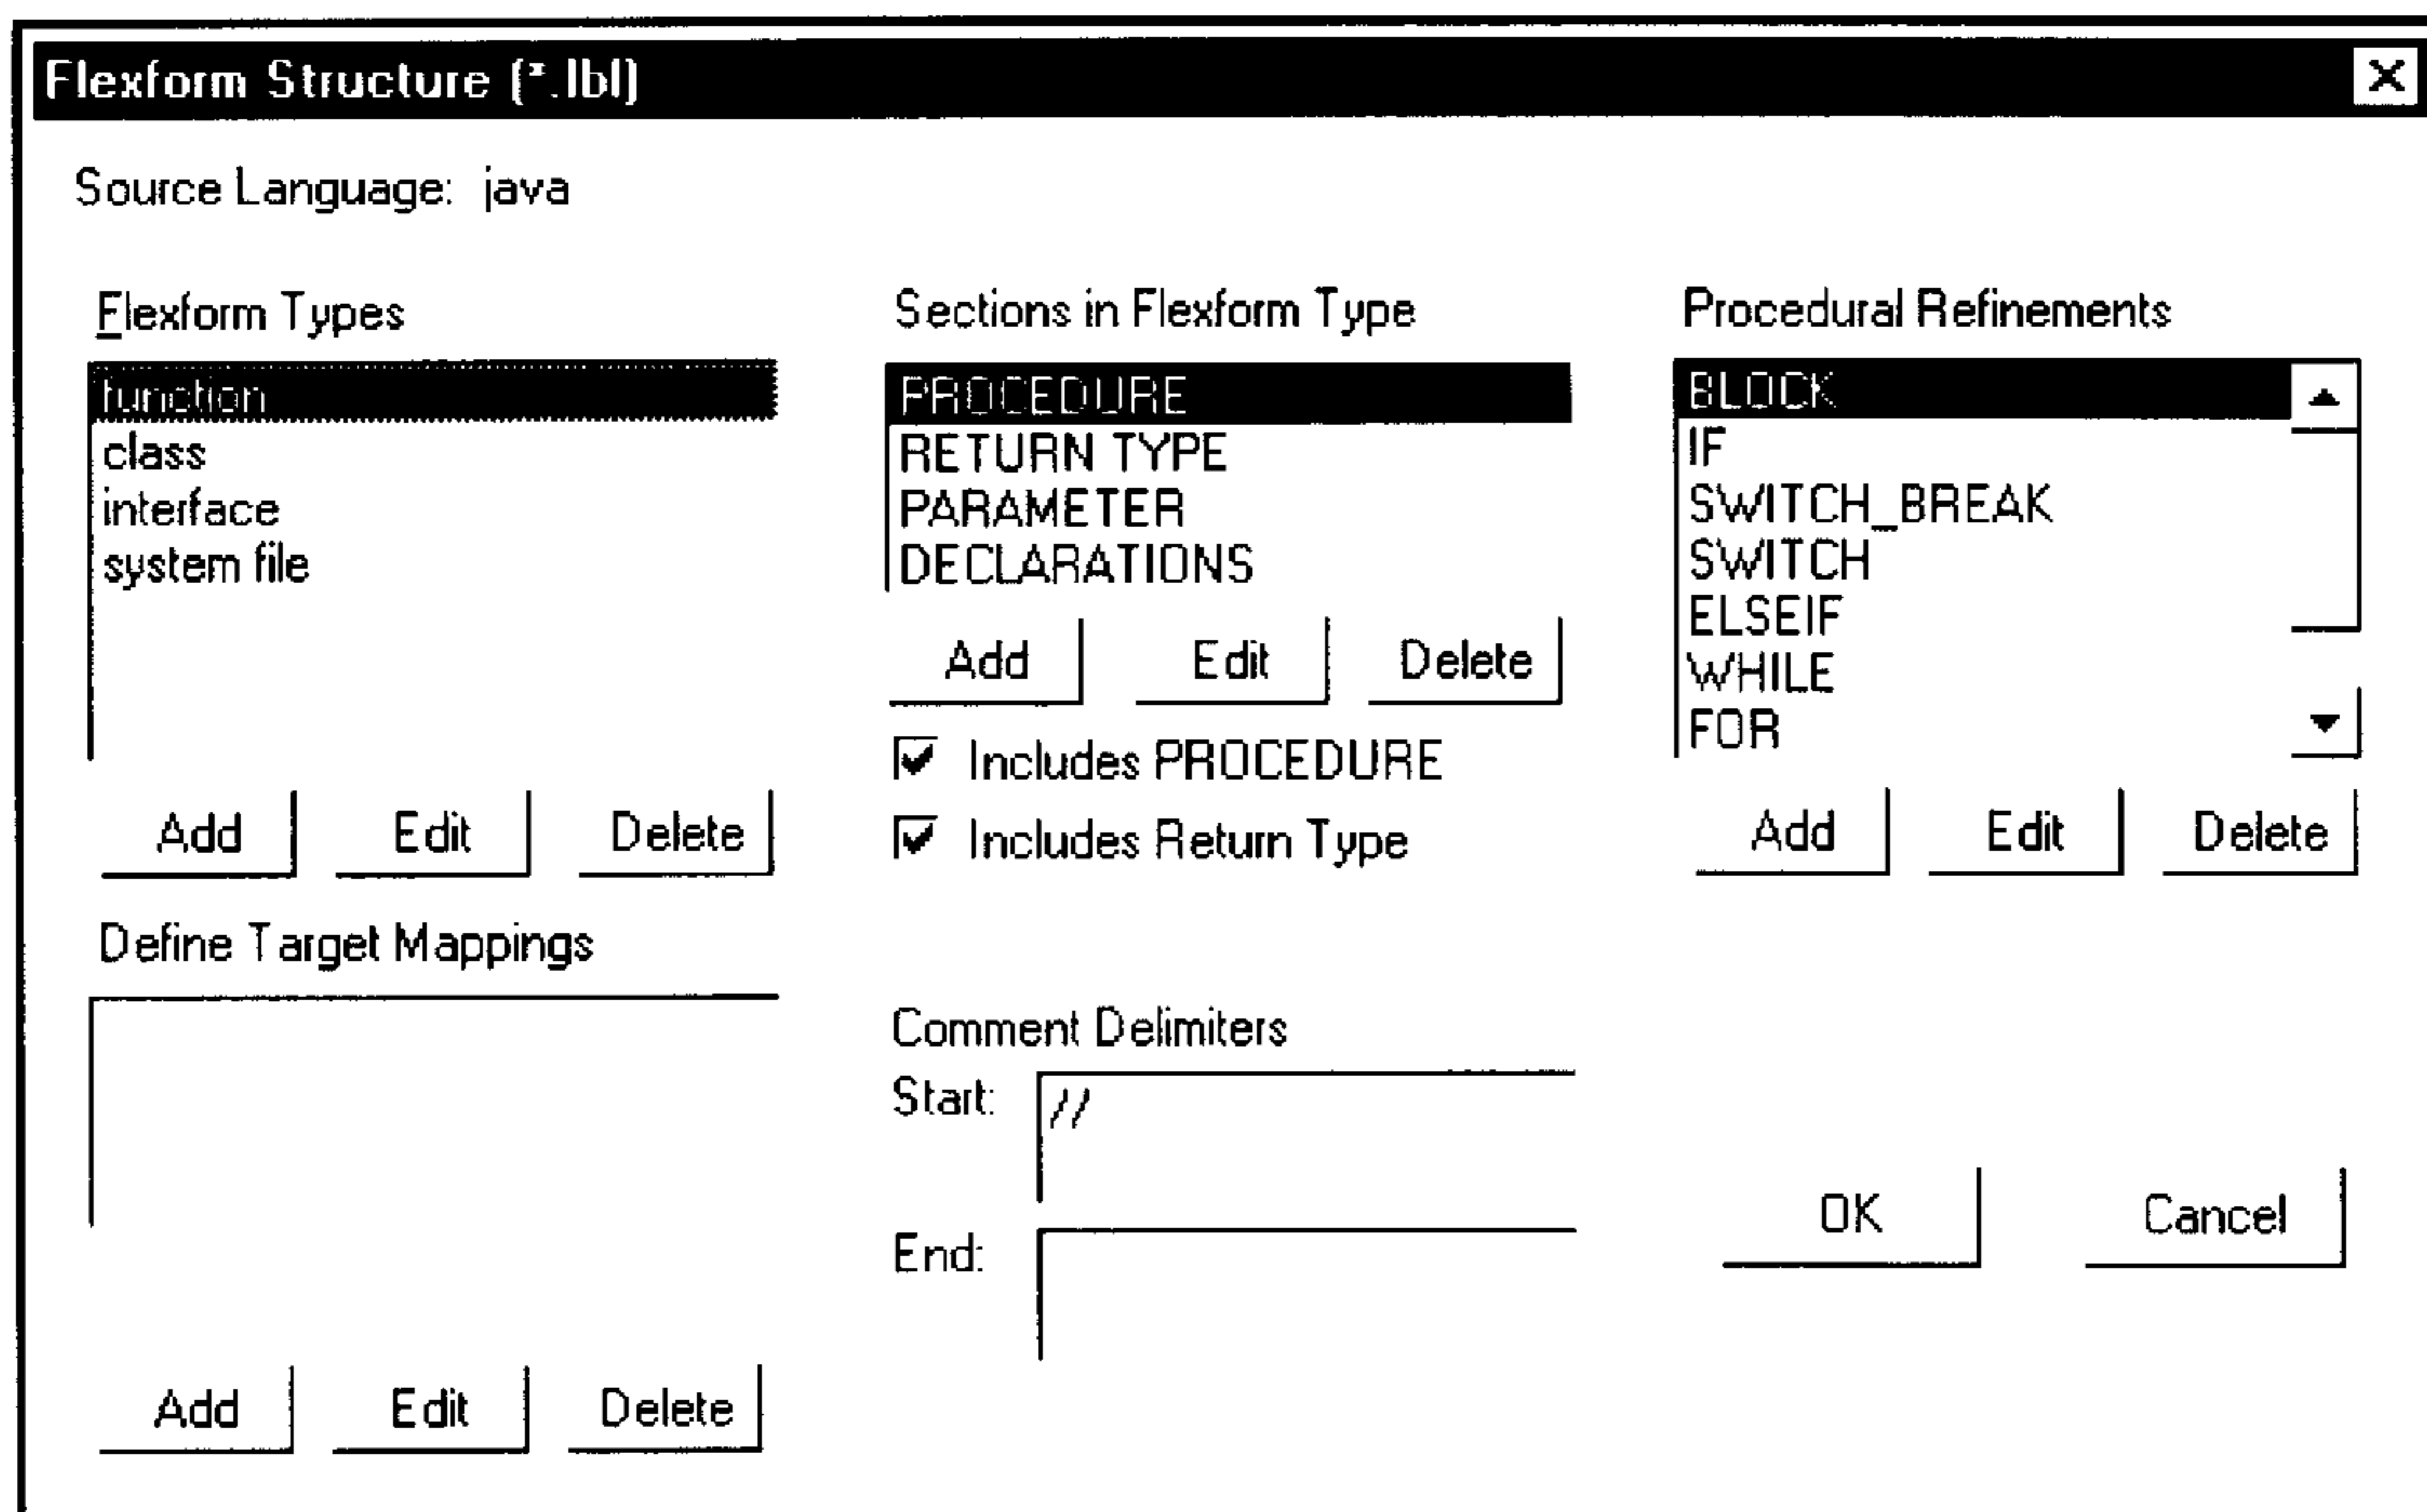 Flexform Structure (*.lbl)
Source Language: java
Flexform Types
function
class
interface
system file
Add Edit Delete
Sections in Flexform Type
PROCEDURE
RETURN TYPE
PARAMETER
DECLARATIONS
Add Edit Delete
Includes PROCEDURE
Includes Return Type
Procedural Refinements
BLOCK
IF
SWITCH_BREAK
SWITCH
ELSEIF
WHILE
FOR
Add Edit Delete
Define Target Mappings
Add Edit Delete
Comment Delimiters
Start: //
End:
OK Cancel